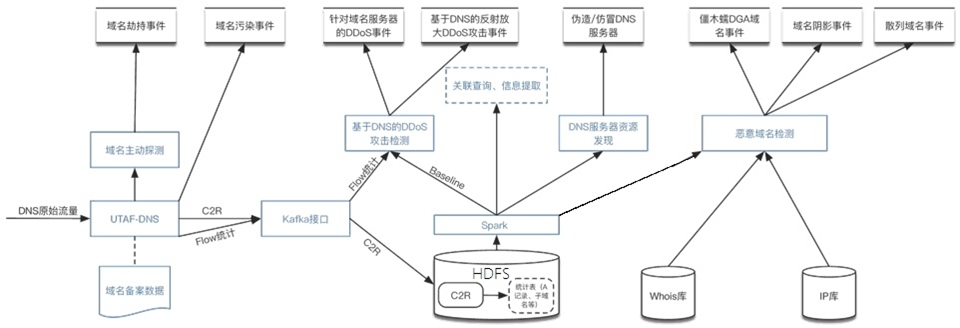 域名劫持事件
域名污染事件
针对域名服务器
的DDoS事件
基于DNS的反射放
大DDoS攻击事件
伪造/仿冒DNS
服务器
僵木蠕DGA域
名事件
域名阴影事件
散列域名事件
关联查询、信息提取
域名主动探测
基于DNS的DDoS
攻击检测
DNS服务器资源
发现
恶意域名检测
Flow统计
Baseline
DNS原始流量
UTAF-DNS
C2R
Flow统计
Kafka接口
C2R
Spark
HDFS
C2R
统计表（A
记录、子域
名等）
域名备案数据
Whois库
IP库